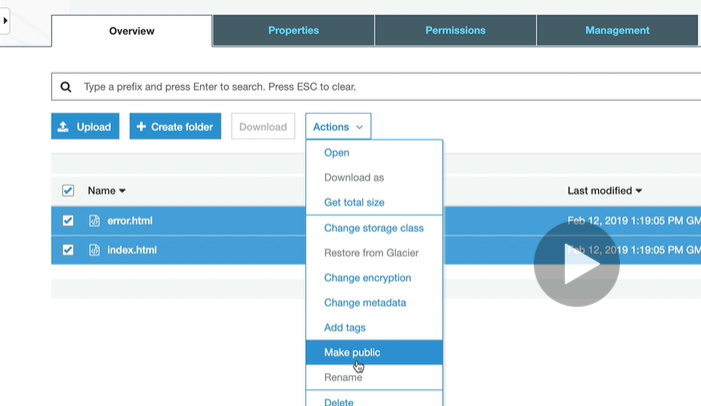 Overview Properties Permissions Management
Type a prefix and press Enter to search. Press ESC to clear.
Upload + Create folder Download Actions
Open
Download as
Get total size
Change storage class
Restore from Glacier
Change encryption
Change metadata
Add tags
Make public
Rename
Delete
Name Last modified
error.html Feb 12, 2019 1:19:05 PM GM
index.html Feb 12, 2019 1:19:05 PM GM